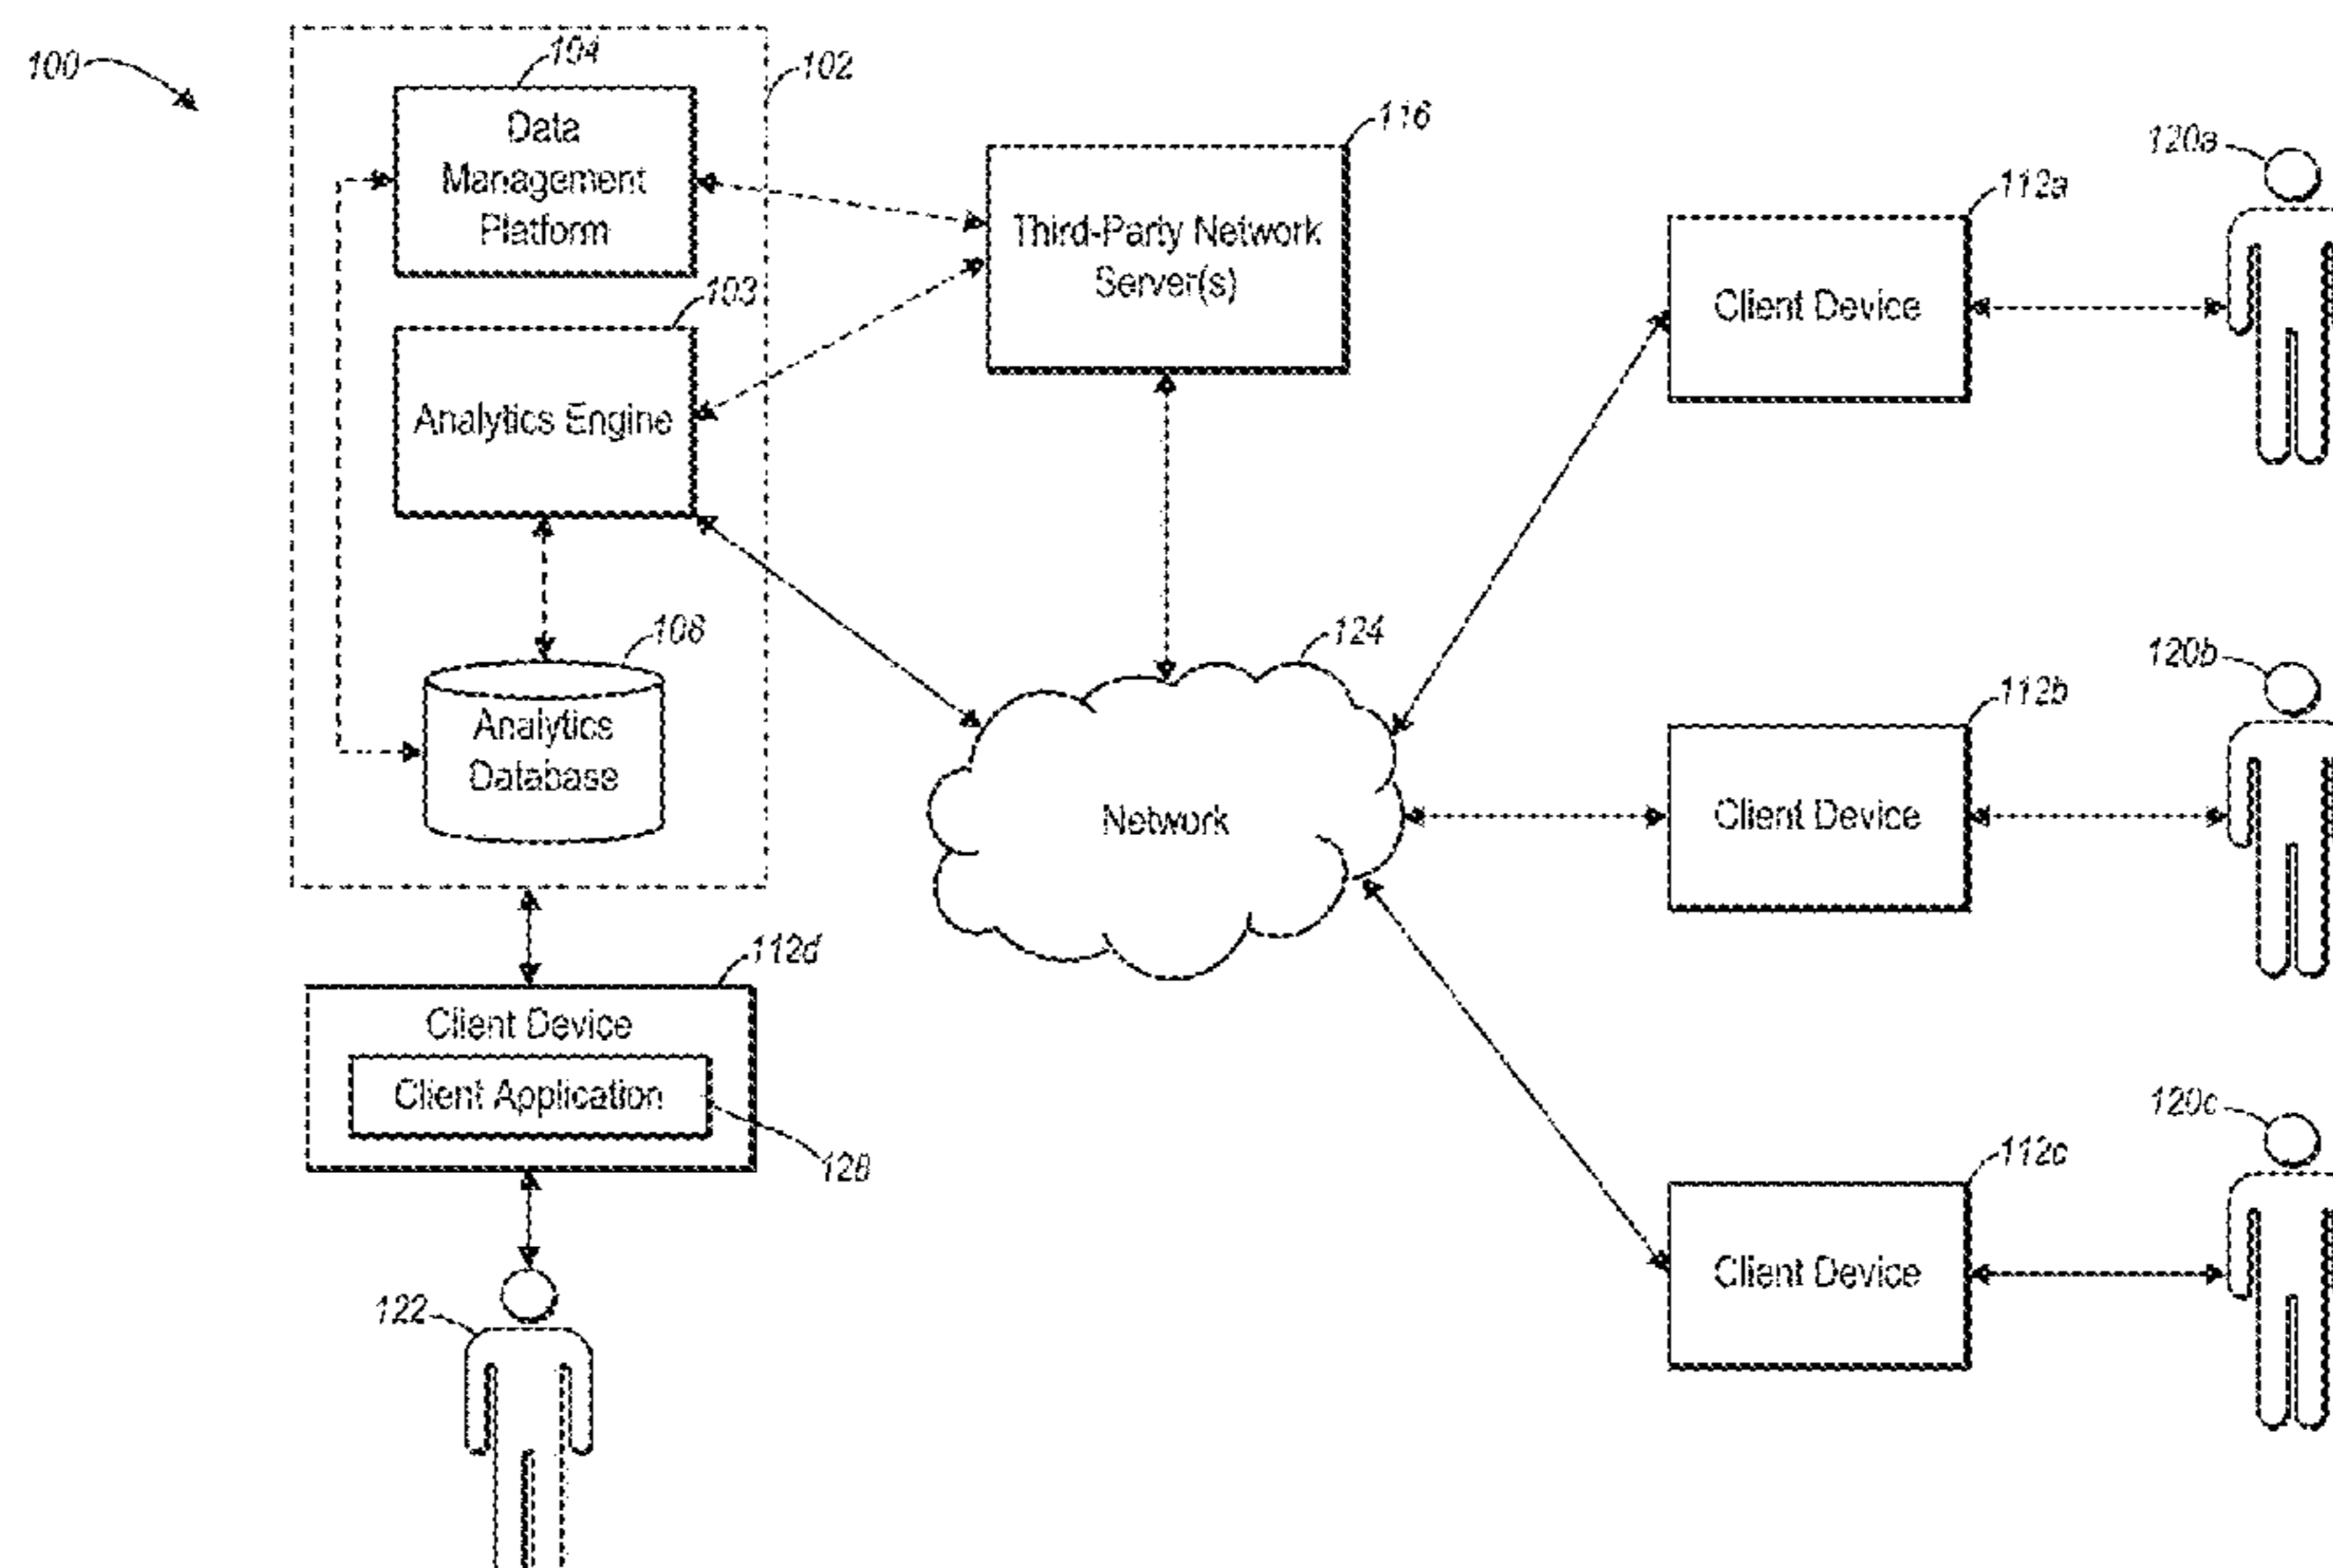 100
104
102
Data
Management
Platform
116
Third-Party Network
Server(s)
103
Analytics Engine
120a
112a
Client Device
108
Analytics
Database
124
Network
120b
112b
Client Device
112d
Client Device
Client Application
128
120c
112c
Client Device
122